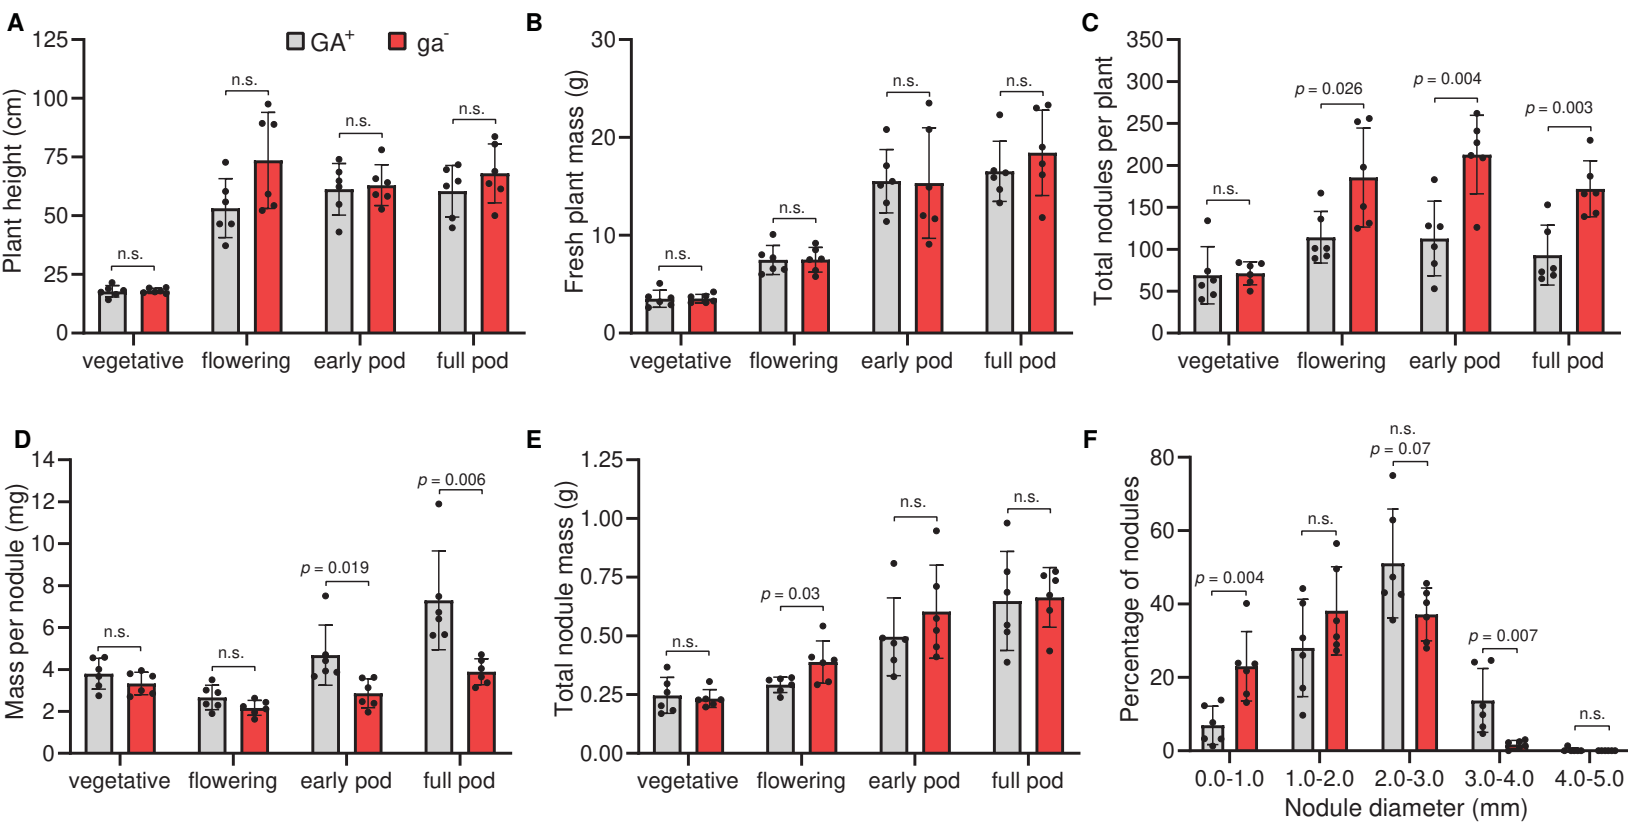 A
Plant height (cm)
125
100
75
50
25
0
GA+
ga-
n.s.
n.s.
n.s.
n.s.
vegetative
flowering
early pod
full pod
B
Fresh plant mass (g)
30
20
10
0
n.s.
n.s.
n.s.
n.s.
vegetative
flowering
early pod
full pod
C
Total nodules per plant
350
300
250
200
150
100
50
0
n.s.
p = 0.026
p = 0.004
p = 0.003
vegetative
flowering
early pod
full pod
D
Mass per nodule (mg)
14
12
10
8
6
4
2
0
n.s.
n.s.
p = 0.019
p = 0.006
vegetative
flowering
early pod
full pod
E
Total nodule mass (g)
1.25
1.00
0.75
0.50
0.25
0.00
n.s.
p = 0.03
n.s.
n.s.
vegetative
flowering
early pod
full pod
F
Percentage of nodules
80
60
40
20
0
p = 0.004
n.s.
n.s.
p = 0.07
p = 0.007
n.s.
0.0-1.0
1.0-2.0
2.0-3.0
3.0-4.0
4.0-5.0
Nodule diameter (mm)